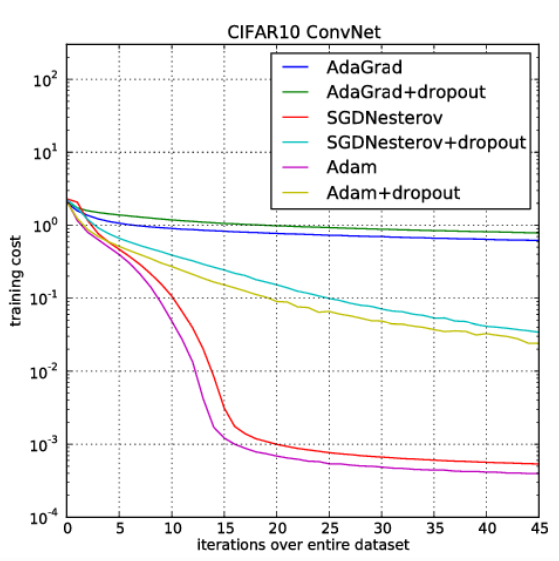 CIFAR10 ConvNet
AdaGrad
AdaGrad+dropout
SGDNesterov
SGDNesterov+dropout
Adam
Adam+dropout
10^2
10^1
10^0
10^-1
10^-2
10^-3
10^-4
training cost
0 5 10 15 20 25 30 35 40 45
iterations over entire dataset